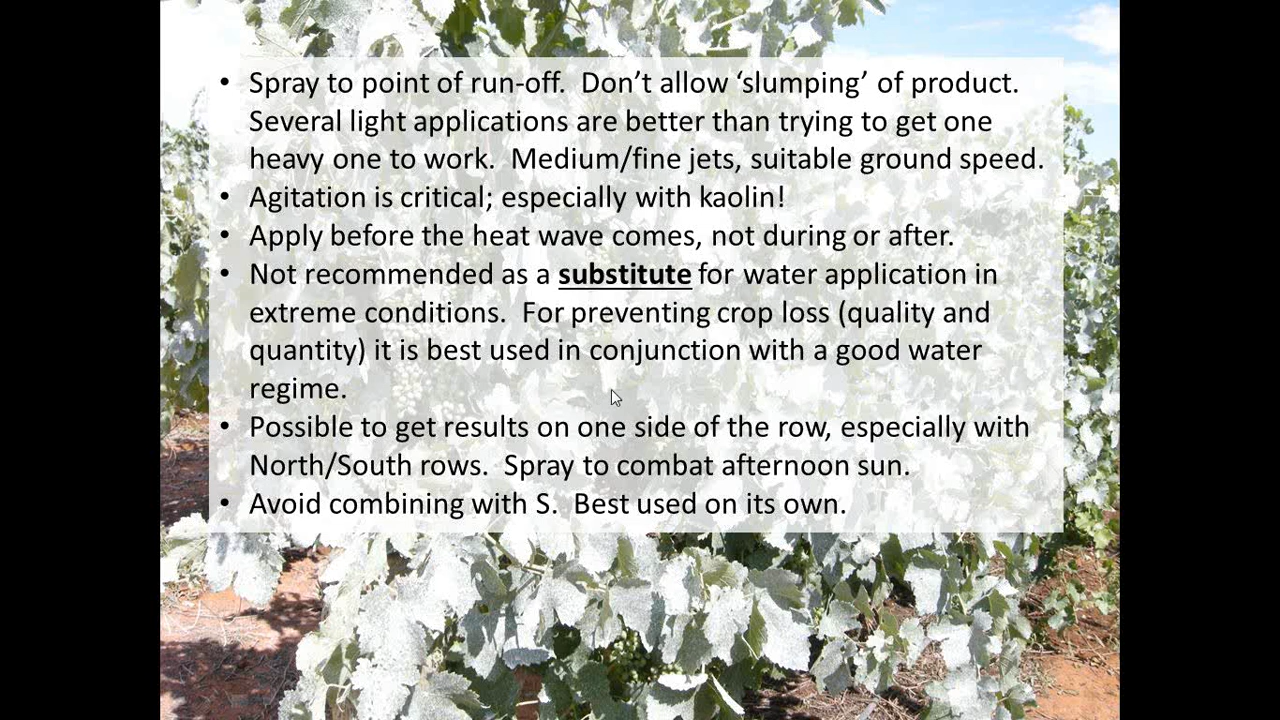 • Spray to point of run-off.  Don’t allow ‘slumping’ of product.
Several light applications are better than trying to get one
heavy one to work.  Medium/fine jets, suitable ground speed.
• Agitation is critical; especially with kaolin!
• Apply before the heat wave comes, not during or after.
• Not recommended as a substitute for water application in
extreme conditions.  For preventing crop loss (quality and
quantity) it is best used in conjunction with a good water
regime.
• Possible to get results on one side of the row, especially with
North/South rows.  Spray to combat afternoon sun.
• Avoid combining with S.  Best used on its own.